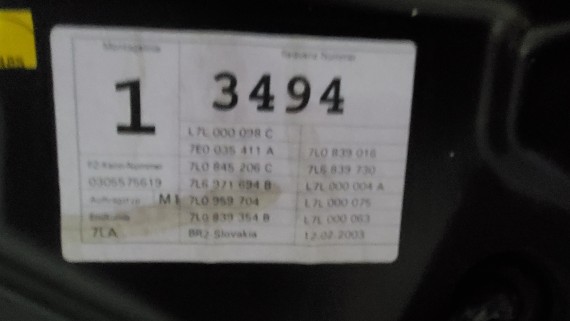 185
Montagelinie
Sequenz Nummer
1
3494
L7L 000 098 C
7E0 035 411 A
7L0 839 016
7L0 845 206 C
7L6 839 730
0305575619
7L6 971 694 B
L7L 000 004 A
M1
7L0 959 704
L7L 000 075
7L0 839 354 B
L7L 000 063
7LA
BR2 Slovakia
12.02.2003